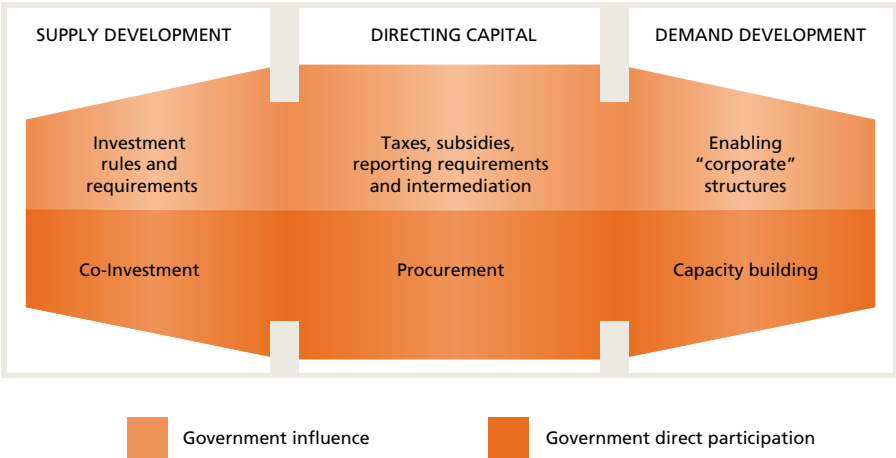 SUPPLY DEVELOPMENT
DIRECTING CAPITAL
DEMAND DEVELOPMENT
Investment
rules and
requirements
Taxes, subsidies,
reporting requirements
and intermediation
Enabling
“corporate”
structures
Co-Investment
Procurement
Capacity building
Government influence
Government direct participation